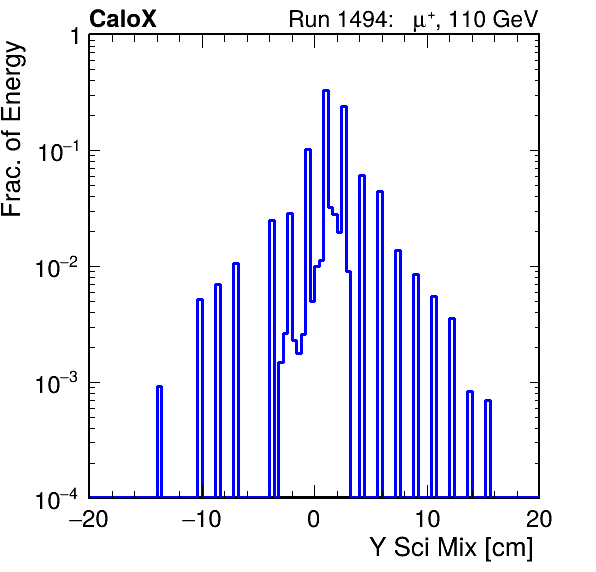 CaloX Run 1494: μ⁺, 110 GeV
Frac. of Energy
1
10⁻¹
10⁻²
10⁻³
10⁻⁴
−20 −10 0 10 20
Y Sci Mix [cm]